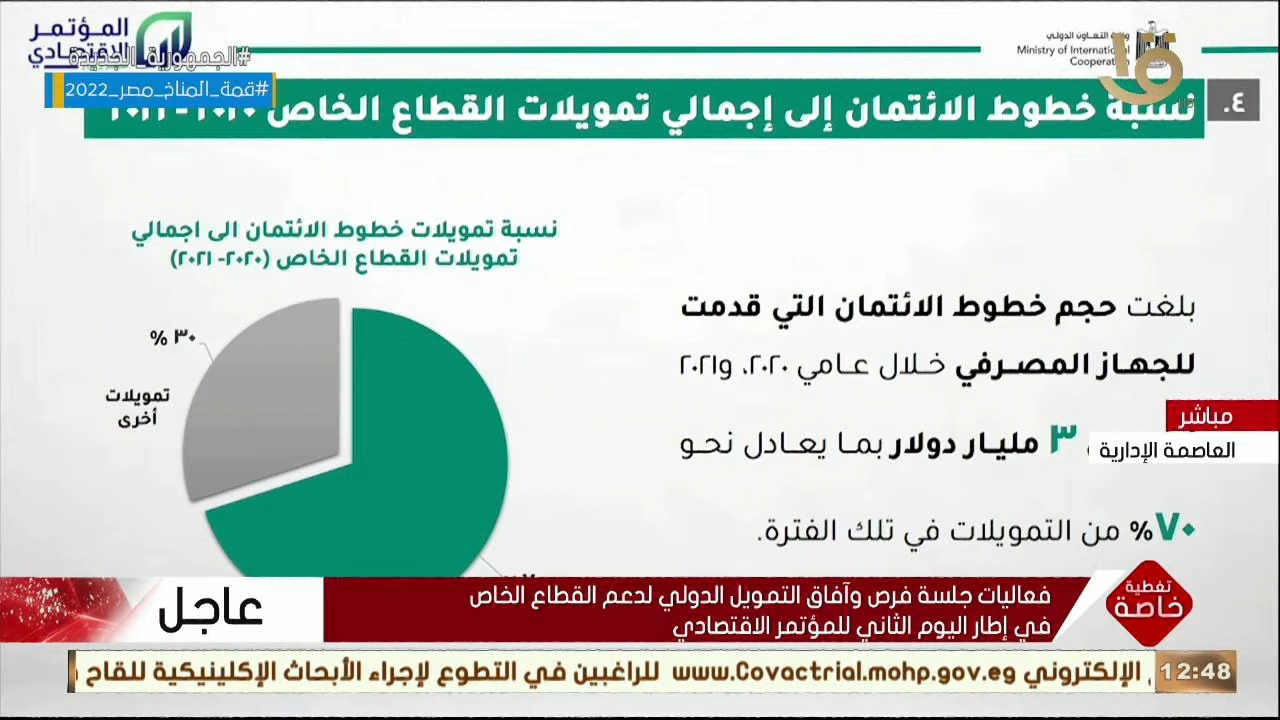 المؤتمر
الاقتصادي
#الجمهورية_الجديدة
#قمة_المناخ_مصر_2022
وزارة التعاون الدولي
Ministry of International
Cooperation
٤.
نسبة خطوط الائتمان إلى إجمالي تمويلات القطاع الخاص
نسبة تمويلات خطوط الائتمان الى اجمالي
تمويلات القطاع الخاص (٢٠٢٠- ٢٠٢١)
٣٠ %
تمويلات
أخرى
بلغت حجم خطوط الائتمان التي قدمت
للجهاز المصرفي خلال عامي ٢٠٢٠، و٢٠٢١
٣ مليار دولار بما يعادل نحو
٧٠% من التمويلات في تلك الفترة.
مباشر
العاصمة الإدارية
تغطية
خاصة
فعاليات جلسة فرص وآفاق التمويل الدولي لدعم القطاع الخاص
في إطار اليوم الثاني للمؤتمر الاقتصادي
عاجل
12:48
الإلكتروني www.Covactrial.mohp.gov.eg للراغبين في التطوع لإجراء الأبحاث الإكلينيكية للقاح